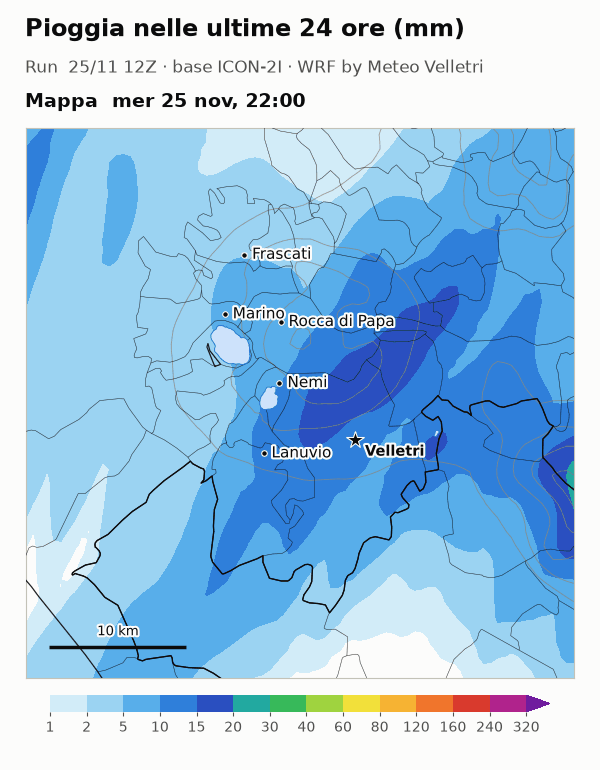 Pioggia nelle ultime 24 ore (mm)
Run 25/11 12Z · base ICON-2I · WRF by Meteo Velletri
Mappa mer 25 nov, 22:00
Frascati
Marino
Rocca di Papa
Nemi
Velletri
Lanuvio
10 km
1 2 5 10 15 20 30 40 60 80 120 160 240 320